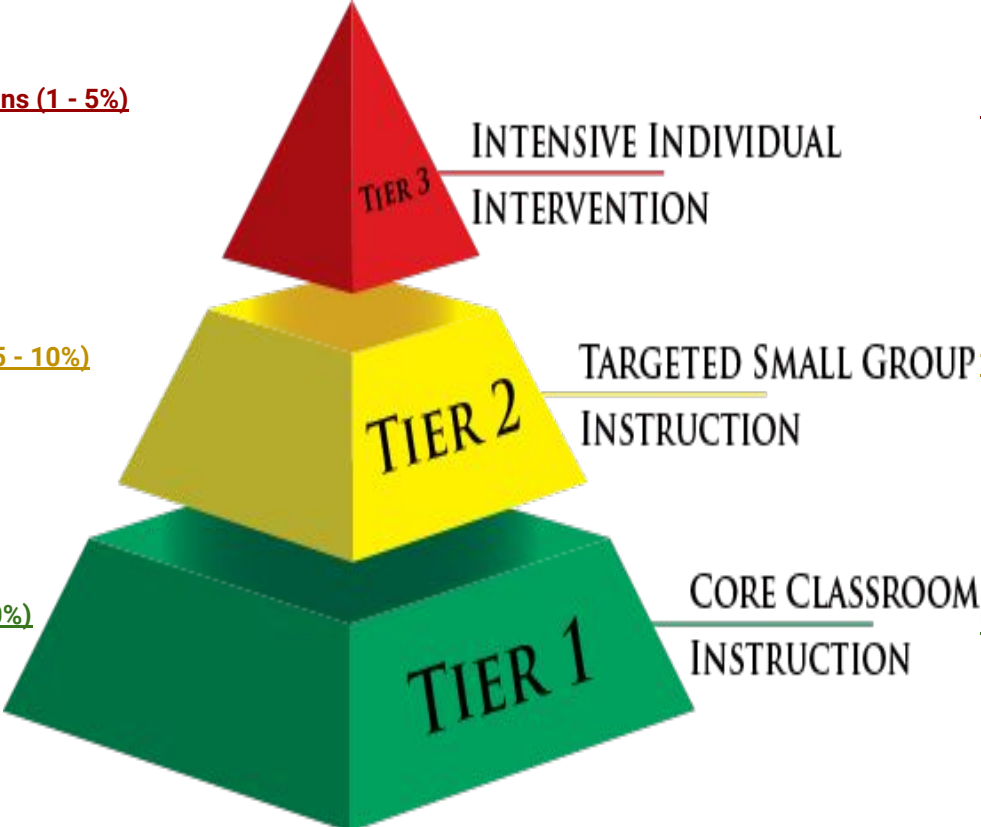 ns (1 - 5%)
INTENSIVE INDIVIDUAL
INTERVENTION
TIER 3
5 - 10%)
TARGETED SMALL GROUP
INSTRUCTION
TIER 2
0%)
CORE CLASSROOM
INSTRUCTION
TIER 1